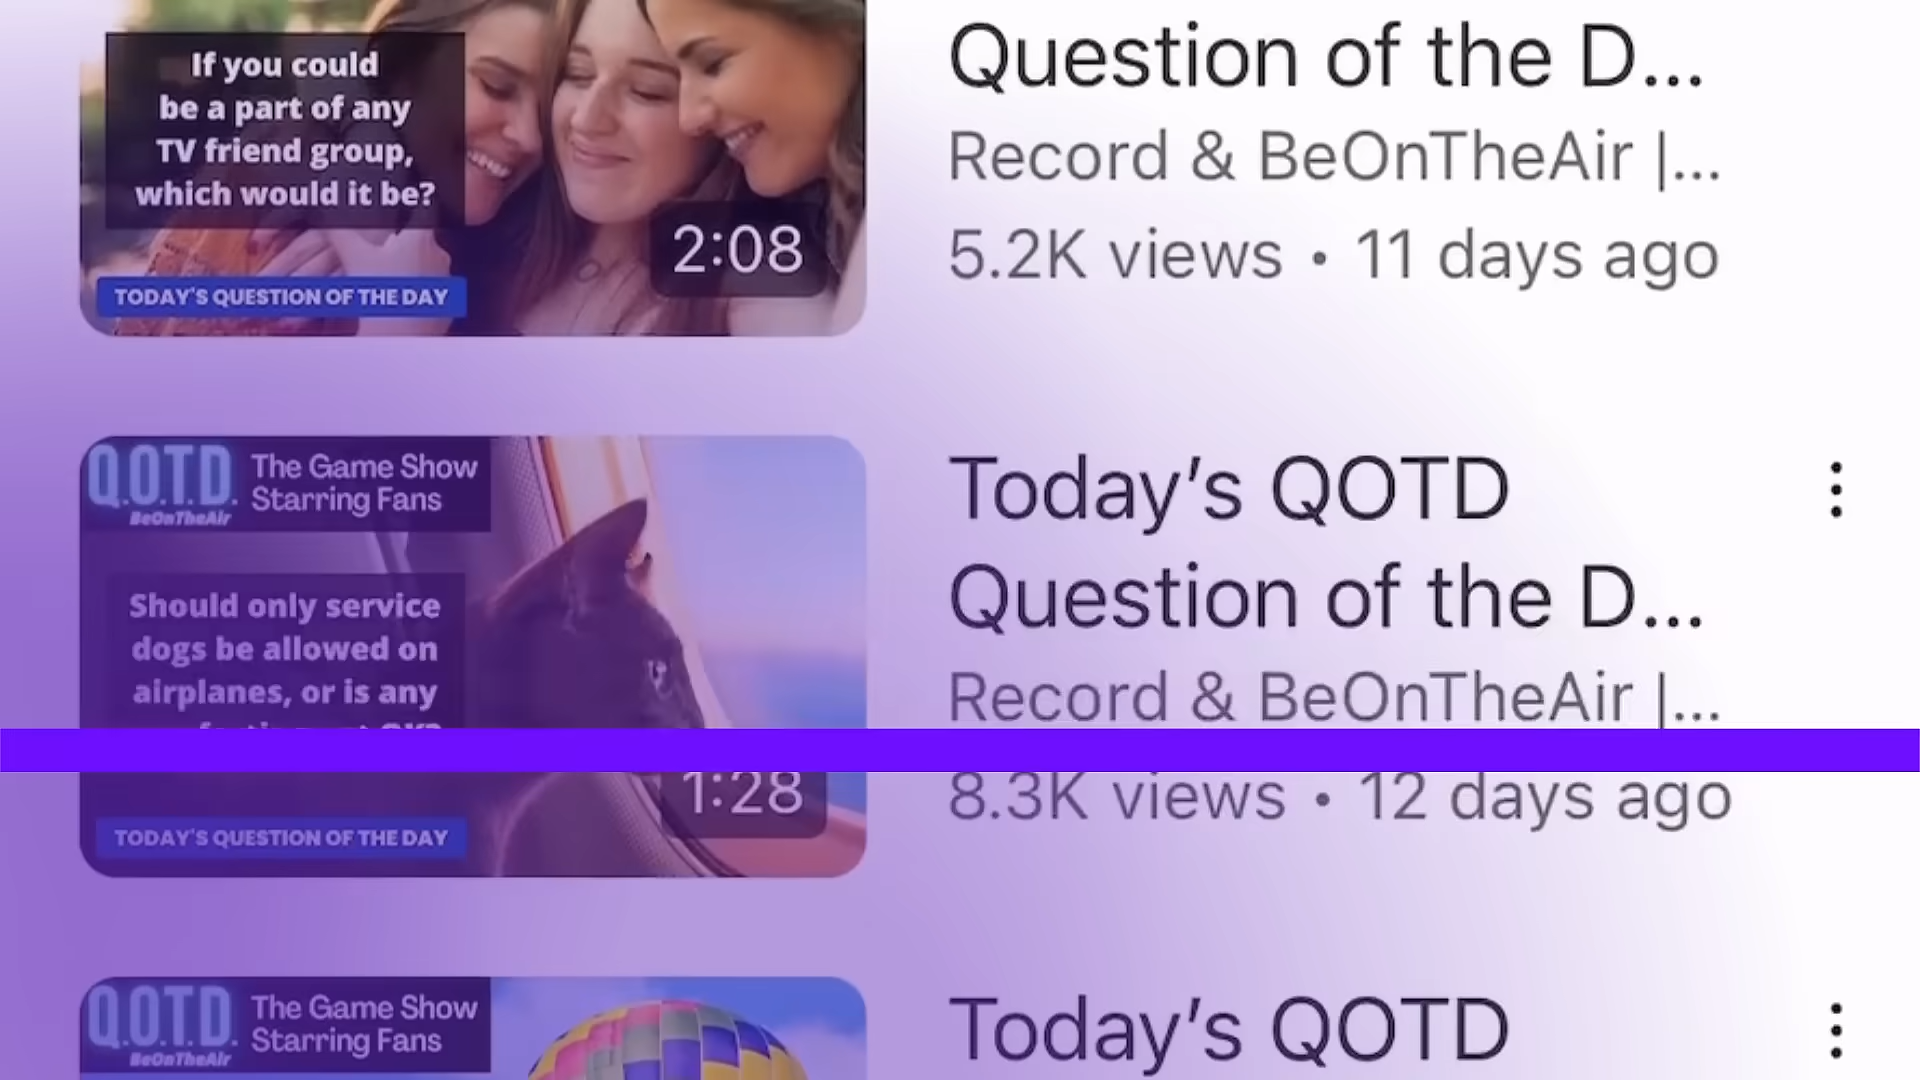 If you could
be a part of any
TV friend group,
which would it be?
2:08
TODAY'S QUESTION OF THE DAY
Question of the D...
Record & BeOnTheAir |...
5.2K views • 11 days ago
Q.O.T.D.
BeOnTheAir
The Game Show
Starring Fans
Should only service
dogs be allowed on
airplanes, or is any
1:28
TODAY'S QUESTION OF THE DAY
Today's QOTD
Question of the D...
Record & BeOnTheAir |...
8.3K views • 12 days ago
Q.O.T.D.
BeOnTheAir
The Game Show
Starring Fans
Today's QOTD